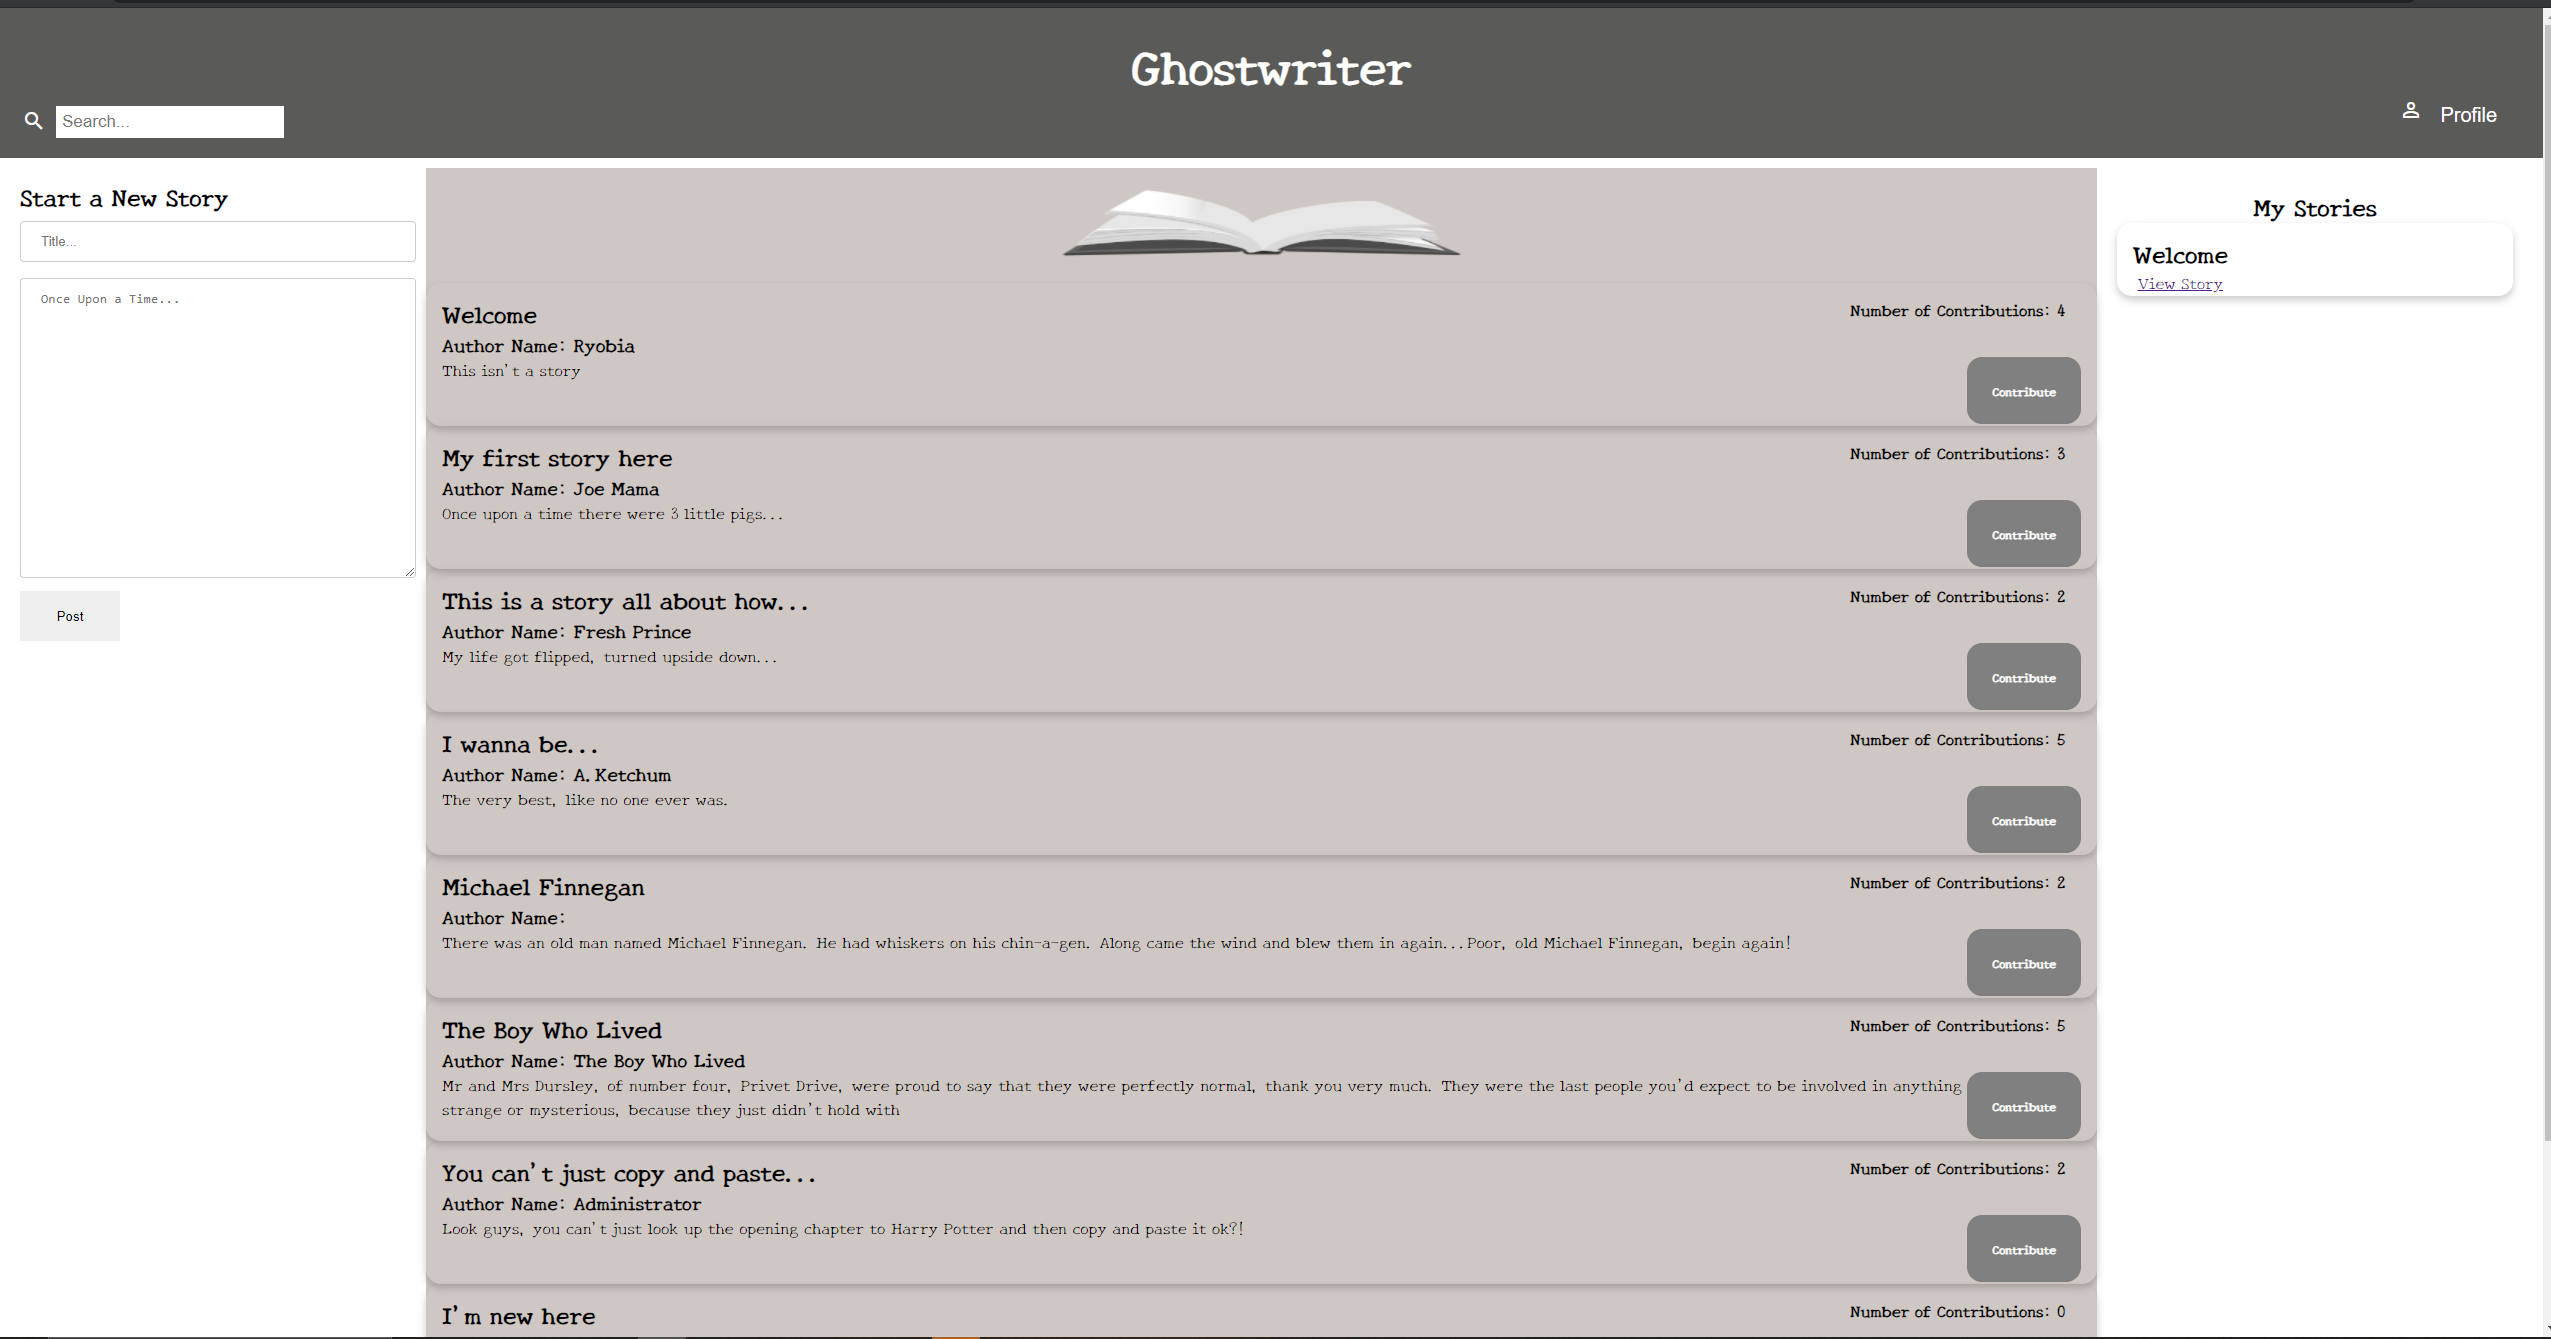 Ghostwriter
Search...
Profile
Start a New Story
Title...
Once Upon a Time...
Post
Welcome
Number of Contributions: 4
Author Name: Ryobia
This isn't a story
Contribute
My first story here
Number of Contributions: 3
Author Name: Joe Mama
Once upon a time there were 3 little pigs...
Contribute
This is a story all about how...
Number of Contributions: 2
Author Name: Fresh Prince
My life got flipped, turned upside down...
Contribute
I wanna be...
Number of Contributions: 5
Author Name: A. Ketchum
The very best, like no one ever was.
Contribute
Michael Finnegan
Number of Contributions: 2
Author Name:
There was an old man named Michael Finnegan. He had whiskers on his chin-a-gen. Along came the wind and blew them in again...Poor, old Michael Finnegan, begin again!
Contribute
The Boy Who Lived
Number of Contributions: 5
Author Name: The Boy Who Lived
Mr and Mrs Dursley, of number four, Privet Drive, were proud to say that they were perfectly normal, thank you very much. They were the last people you'd expect to be involved in anything
strange or mysterious, because they just didn't hold with
Contribute
You can't just copy and paste...
Number of Contributions: 2
Author Name: Administrator
Look guys, you can't just look up the opening chapter to Harry Potter and then copy and paste it ok?!
Contribute
I'm new here
Number of Contributions: 0
My Stories
Welcome
View Story